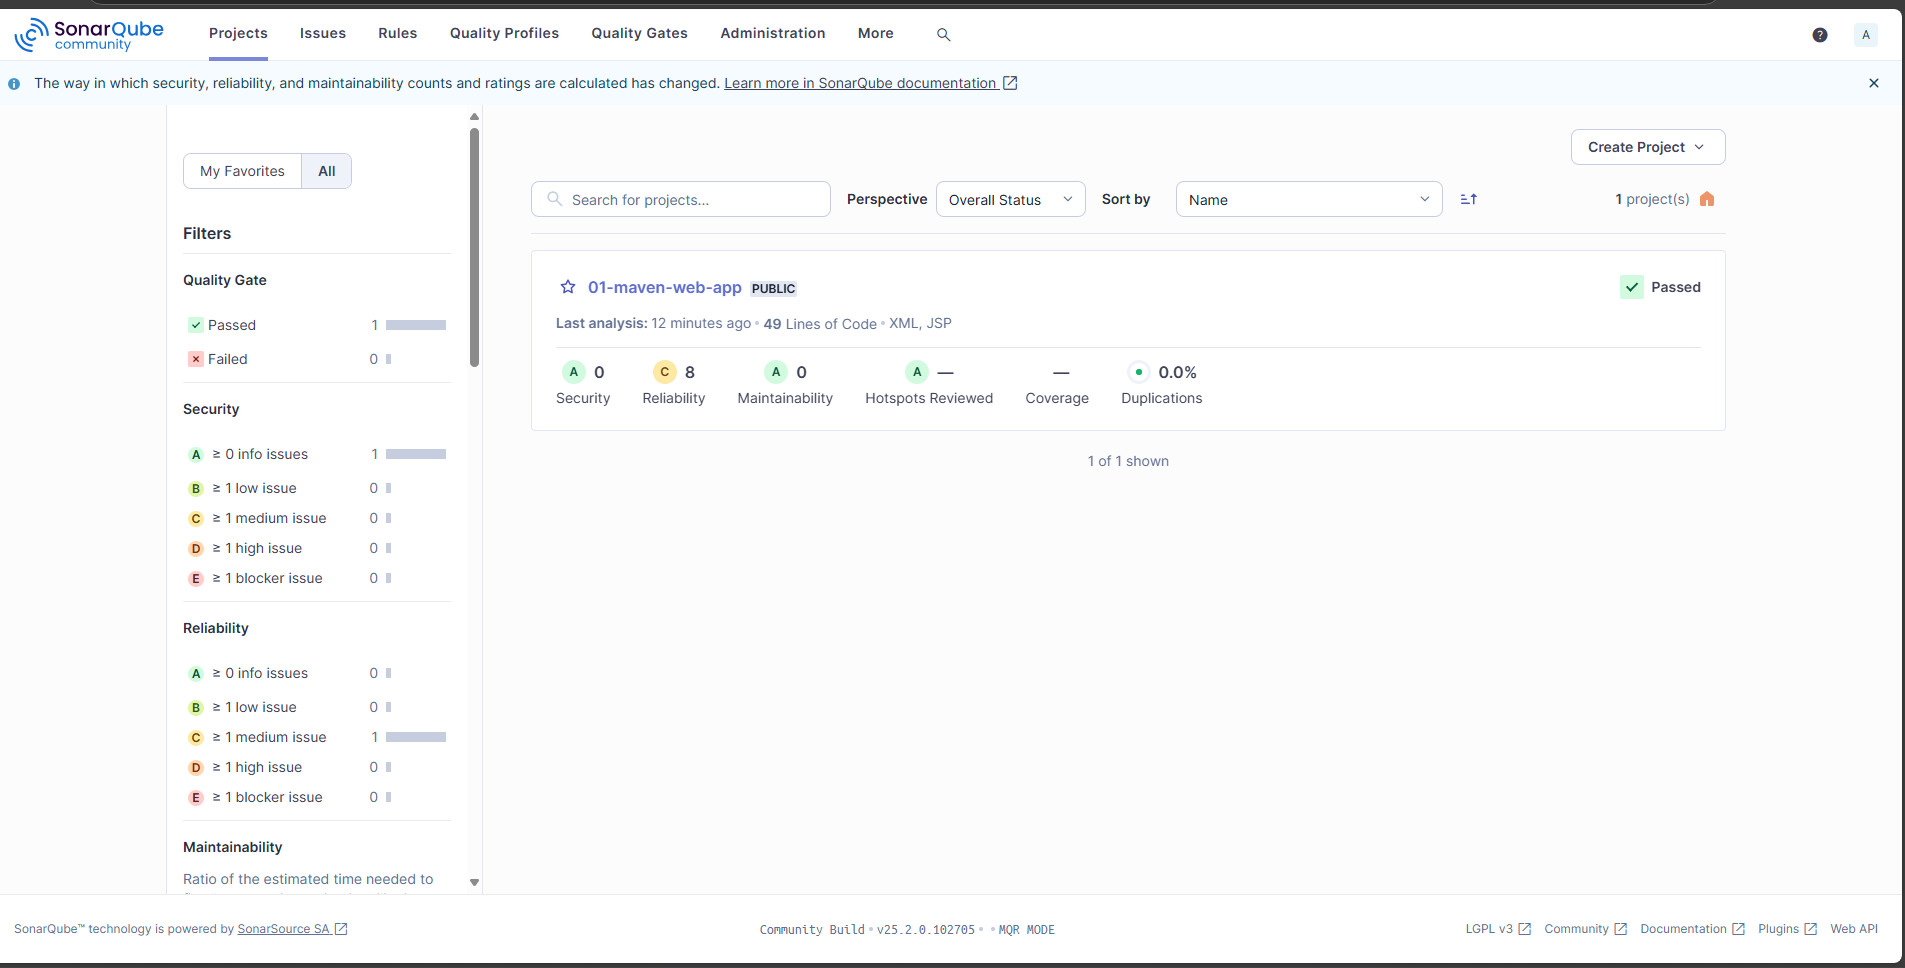 SonarQube community
Projects Issues Rules Quality Profiles Quality Gates Administration More
? A
The way in which security, reliability, and maintainability counts and ratings are calculated has changed. Learn more in SonarQube documentation
My Favorites All
Filters
Quality Gate
Passed 1
Failed 0
Security
A ≥ 0 info issues 1
B ≥ 1 low issue 0
C ≥ 1 medium issue 0
D ≥ 1 high issue 0
E ≥ 1 blocker issue 0
Reliability
A ≥ 0 info issues 0
B ≥ 1 low issue 0
C ≥ 1 medium issue 1
D ≥ 1 high issue 0
E ≥ 1 blocker issue 0
Maintainability
Ratio of the estimated time needed to
Create Project
Search for projects... Perspective Overall Status Sort by Name 1 project(s)
01-maven-web-app PUBLIC Passed
Last analysis: 12 minutes ago • 49 Lines of Code • XML, JSP
A 0 C 8 A 0 A — — 0.0%
Security Reliability Maintainability Hotspots Reviewed Coverage Duplications
1 of 1 shown
SonarQube™ technology is powered by SonarSource SA
Community Build • v25.2.0.102705 • • MQR MODE
LGPL v3 Community Documentation Plugins Web API